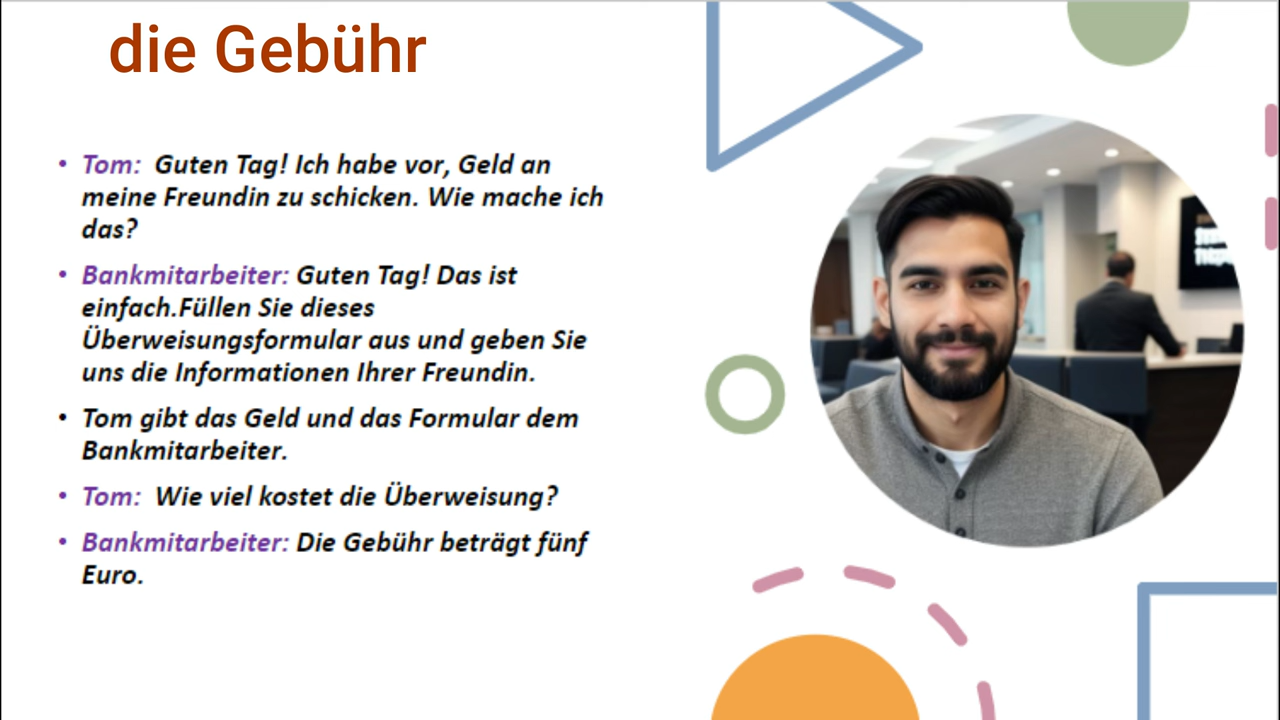 die Gebühr
• Tom: Guten Tag! Ich habe vor, Geld an
meine Freundin zu schicken. Wie mache ich
das?
• Bankmitarbeiter: Guten Tag! Das ist
einfach.Füllen Sie dieses
Überweisungsformular aus und geben Sie
uns die Informationen Ihrer Freundin.
• Tom gibt das Geld und das Formular dem
Bankmitarbeiter.
• Tom: Wie viel kostet die Überweisung?
• Bankmitarbeiter: Die Gebühr beträgt fünf
Euro.